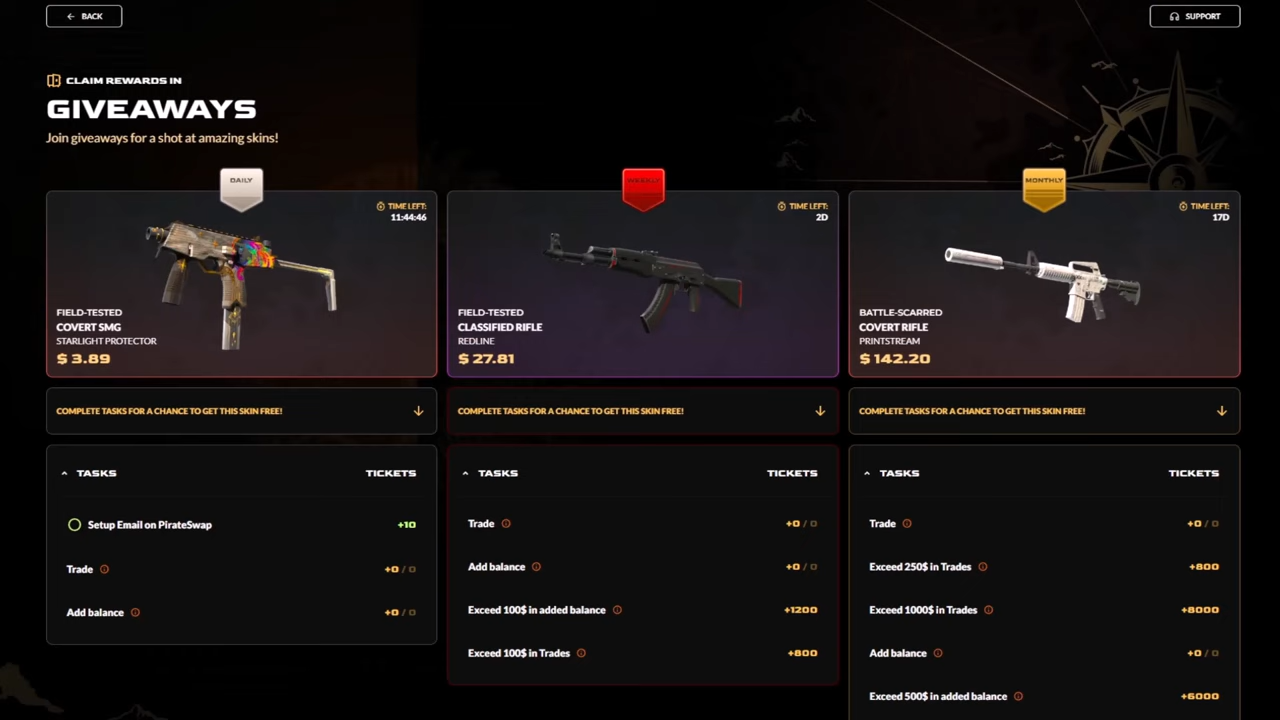 BACK
SUPPORT
CLAIM REWARDS IN
GIVEAWAYS
Join giveaways for a shot at amazing skins!
DAILY
TIME LEFT:
11:44:46
FIELD-TESTED
COVERT SMG
STARLIGHT PROTECTOR
$ 3.89
WEEKLY
TIME LEFT:
2D
FIELD-TESTED
CLASSIFIED RIFLE
REDLINE
$ 27.81
MONTHLY
TIME LEFT:
17D
BATTLE-SCARRED
COVERT RIFLE
PRINTSTREAM
$ 142.20
COMPLETE TASKS FOR A CHANCE TO GET THIS SKIN FREE!
COMPLETE TASKS FOR A CHANCE TO GET THIS SKIN FREE!
COMPLETE TASKS FOR A CHANCE TO GET THIS SKIN FREE!
TASKS TICKETS
Setup Email on PirateSwap +10
Trade +0 / 0
Add balance +0 / 0
TASKS TICKETS
Trade +0 / 0
Add balance +0 / 0
Exceed 100$ in added balance +1200
Exceed 100$ in Trades +800
TASKS TICKETS
Trade +0 / 0
Exceed 250$ in Trades +800
Exceed 1000$ in Trades +8000
Add balance +0 / 0
Exceed 500$ in added balance +6000